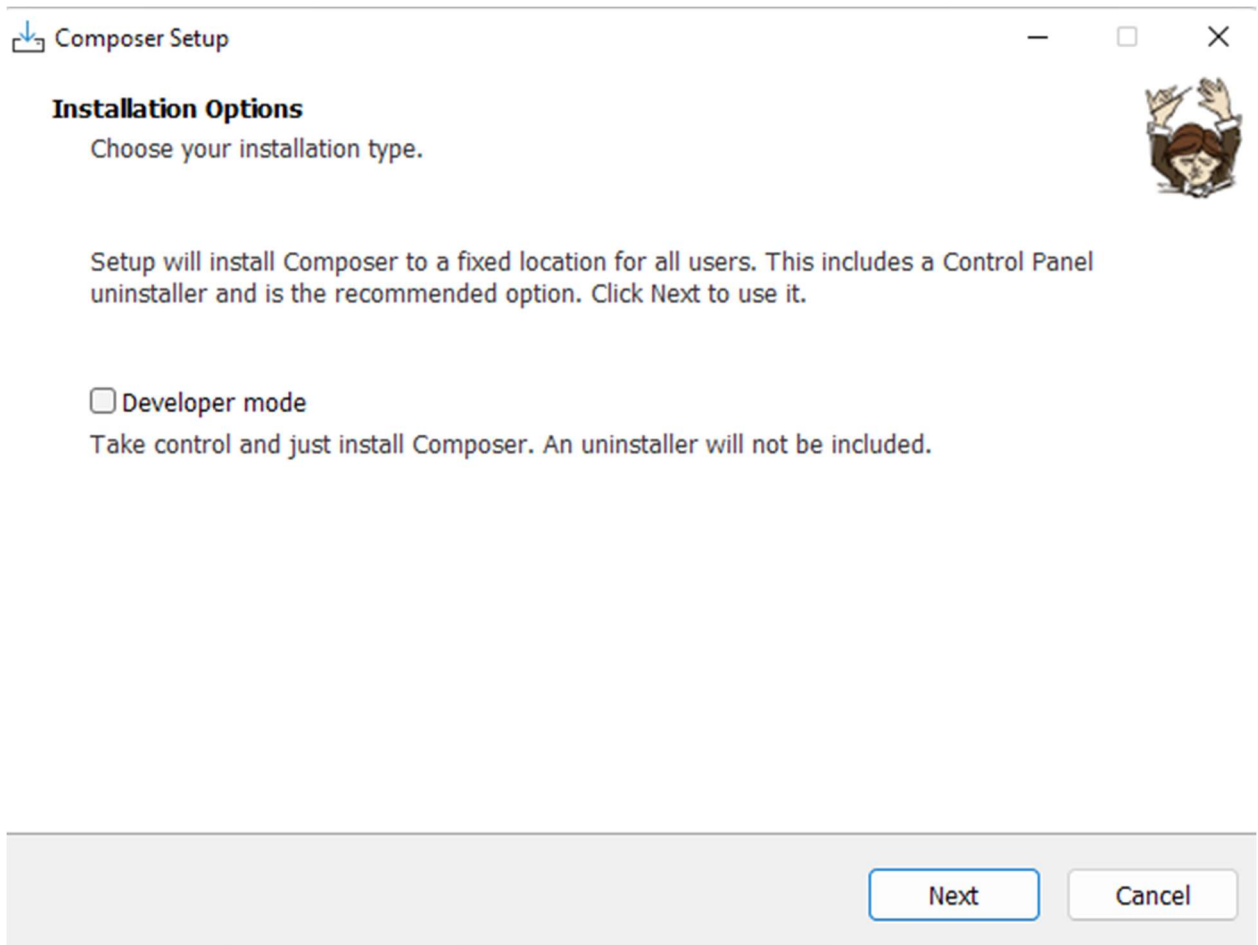 Composer Setup
Installation Options
Choose your installation type.
Setup will install Composer to a fixed location for all users. This includes a Control Panel
uninstaller and is the recommended option. Click Next to use it.
Developer mode
Take control and just install Composer. An uninstaller will not be included.
Next
Cancel